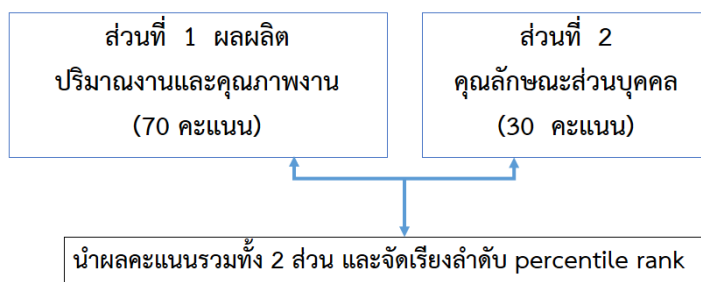 ส่วนที่ 1 ผลผลิต
ปริมาณงานและคุณภาพงาน
(70 คะแนน)
ส่วนที่ 2
คุณลักษณะส่วนบุคคล
(30 คะแนน)
นำผลคะแนนรวมทั้ง 2 ส่วน และจัดเรียงลำดับ percentile rank